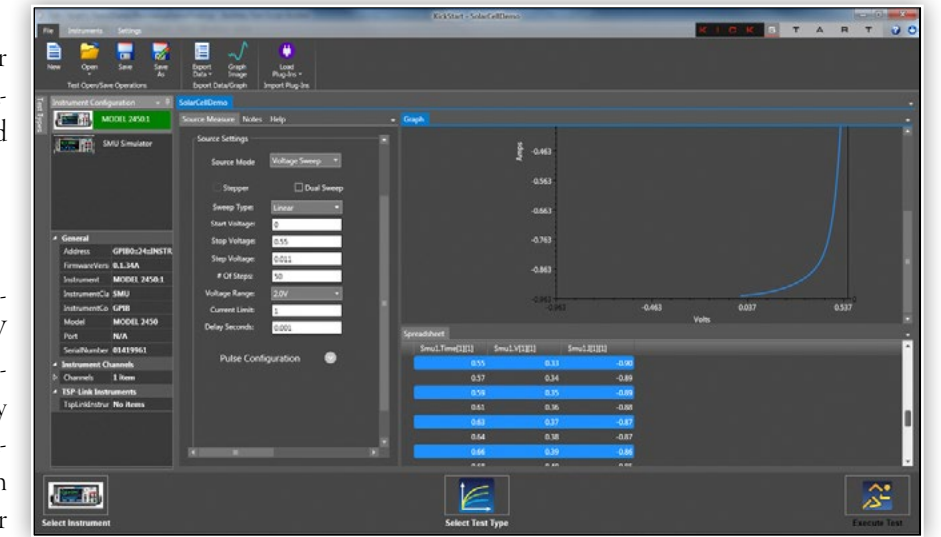 KickStart - SolarCellDemo
File Instruments Settings
K I C K S T A R T
New Open Save Save As Export Data Graph Image Load Plug-Ins
Test Open/Save Operations Export Data/Graph Import Plug-Ins
Test Types
Instrument Configuration
MODEL 2450:1
SMU Simulator
General
Address GPIB0::24::INSTR
FirmwareVers 0.1.34A
Instrument MODEL 2450:1
InstrumentCla SMU
InstrumentCo GPIB
Model MODEL 2450
Port N/A
SerialNumber 01419961
Instrument Channels
Channels 1 Item
TSP-Link Instruments
TspLinkInstrur No items
SolarCellDemo
Source Measure Notes Help
Source Settings
Source Mode Voltage Sweep
Stepper Dual Sweep
Sweep Type: Linear
Start Voltage: 0
Stop Voltage: 0.55
Step Voltage: 0.011
# Of Steps: 50
Voltage Range: 2.0V
Current Limit: 1
Delay Seconds: 0.001
Pulse Configuration
Graph
Amps
-0.463
-0.563
-0.663
-0.763
-0.863
-0.963
-0.963 -0.463 0.037 0.537
Volts
Spreadsheet
Smu1.Time[1][1] Smu1.V[1][1] Smu1.I[1][1]
0.55 0.33 -0.90
0.57 0.34 -0.89
0.59 0.35 -0.89
0.61 0.36 -0.88
0.63 0.37 -0.87
0.64 0.38 -0.87
0.66 0.39 -0.86
0.68 0.40
Select Instrument
Select Test Type
Execute Test